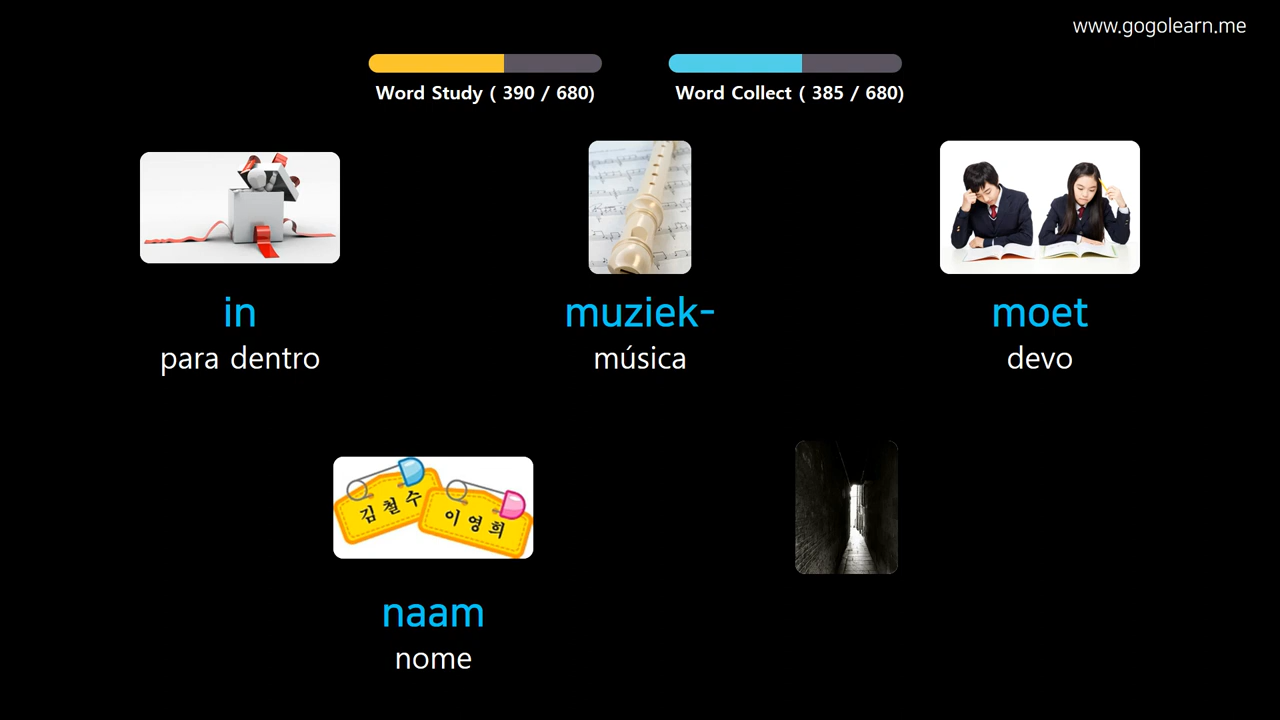 www.gogolearn.me
Word Study ( 390 / 680)
Word Collect ( 385 / 680)
in
para dentro
muziek-
música
moet
devo
김철수
이영희
naam
nome